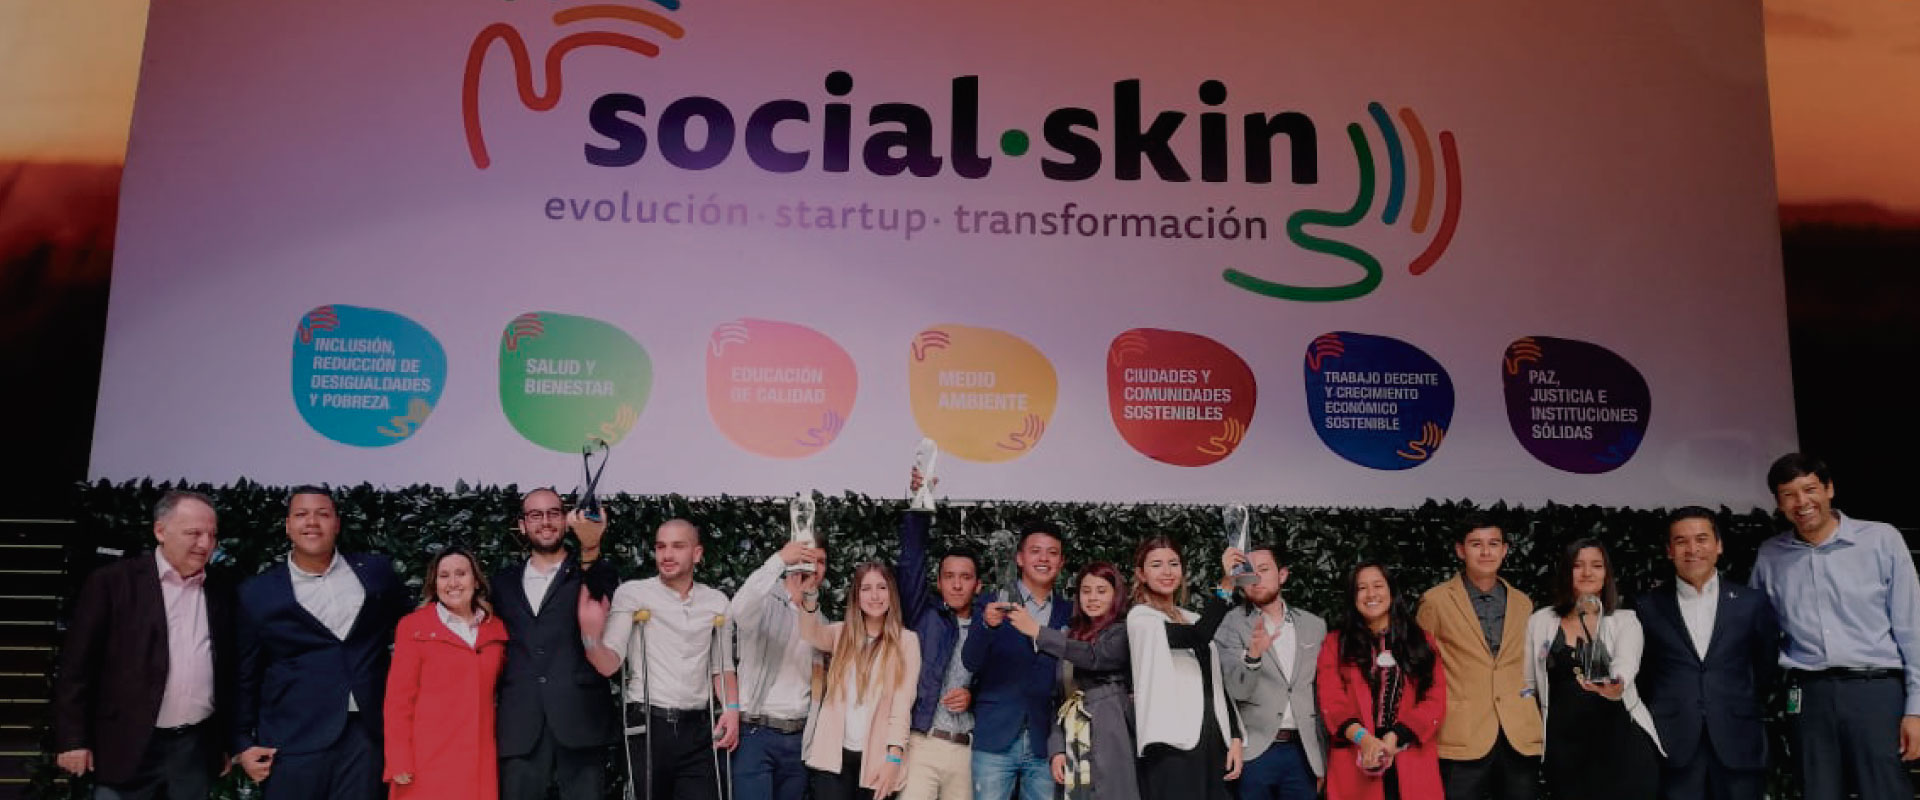 social·skin
evolución · startup · transformación
INCLUSIÓN,
REDUCCIÓN DE
DESIGUALDADES
Y POBREZA
SALUD Y
BIENESTAR
EDUCACIÓN
DE CALIDAD
MEDIO
AMBIENTE
CIUDADES Y
COMUNIDADES
SOSTENIBLES
TRABAJO DECENTE
Y CRECIMIENTO
ECONÓMICO
SOSTENIBLE
PAZ,
JUSTICIA E
INSTITUCIONES
SÓLIDAS